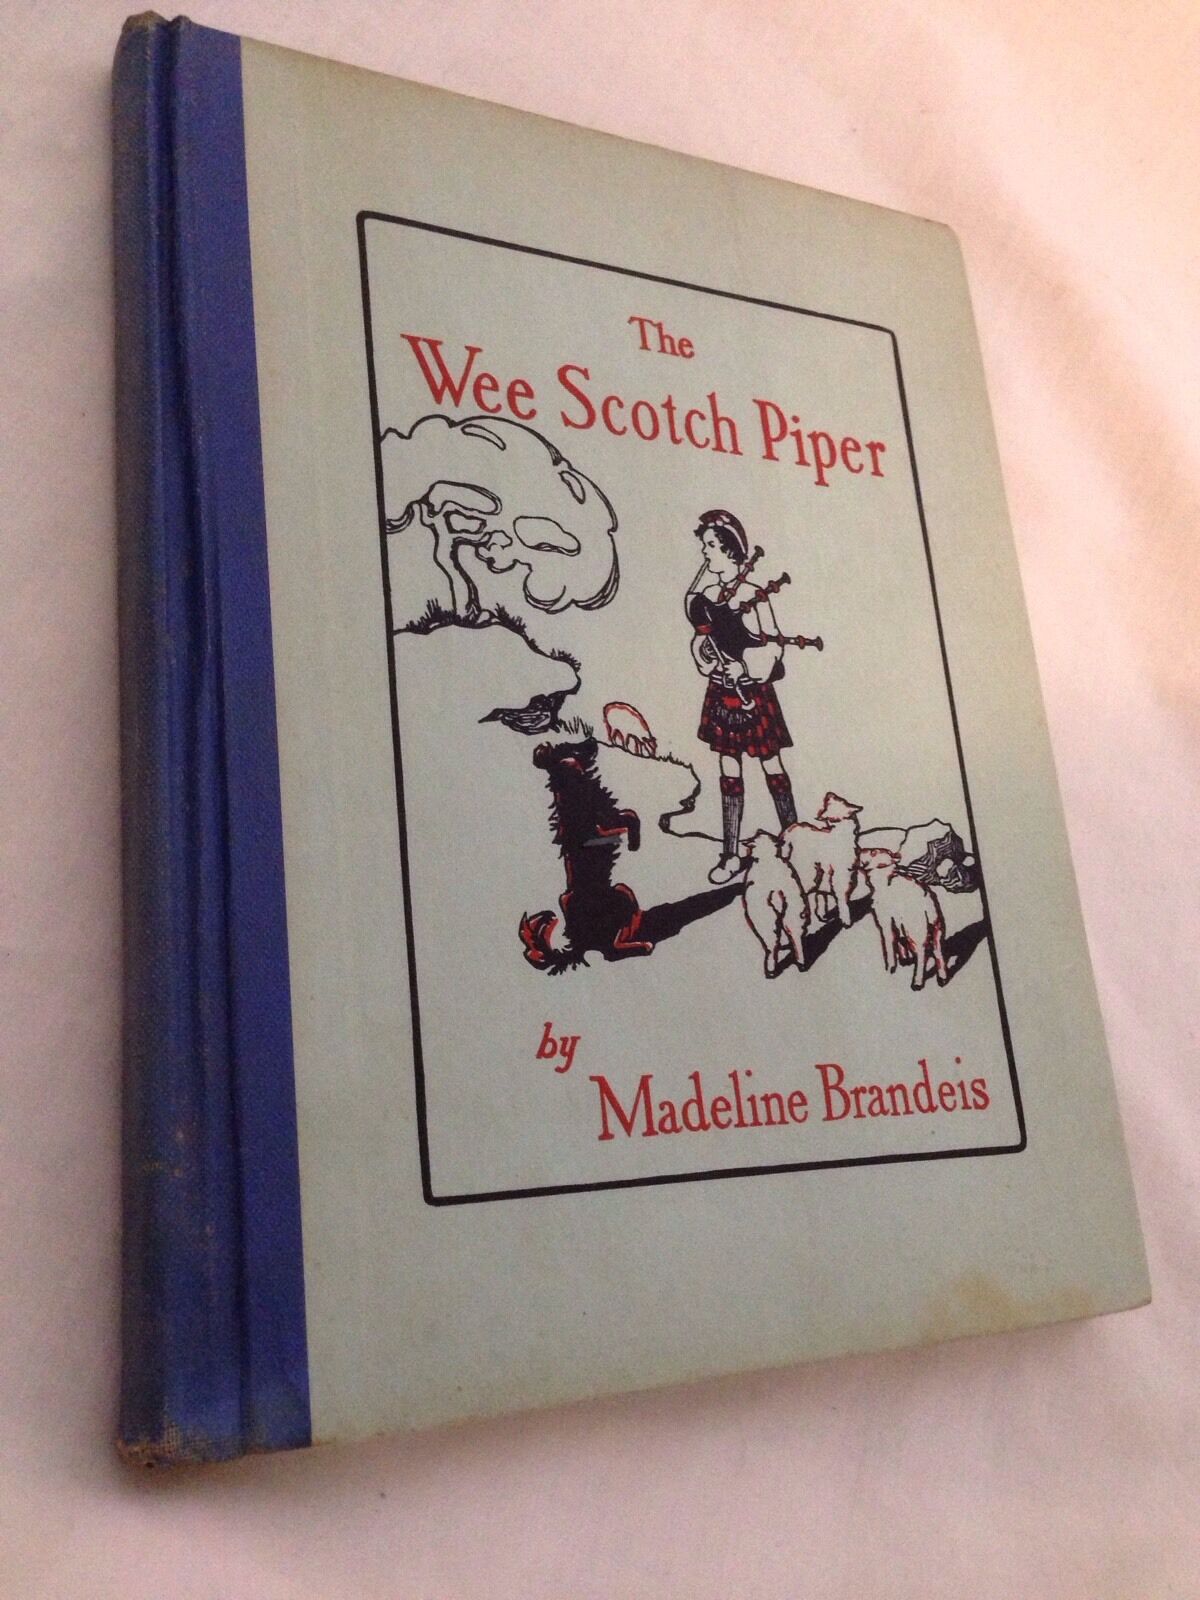 The
Wee Scotch Piper
by
Madeline Brandeis